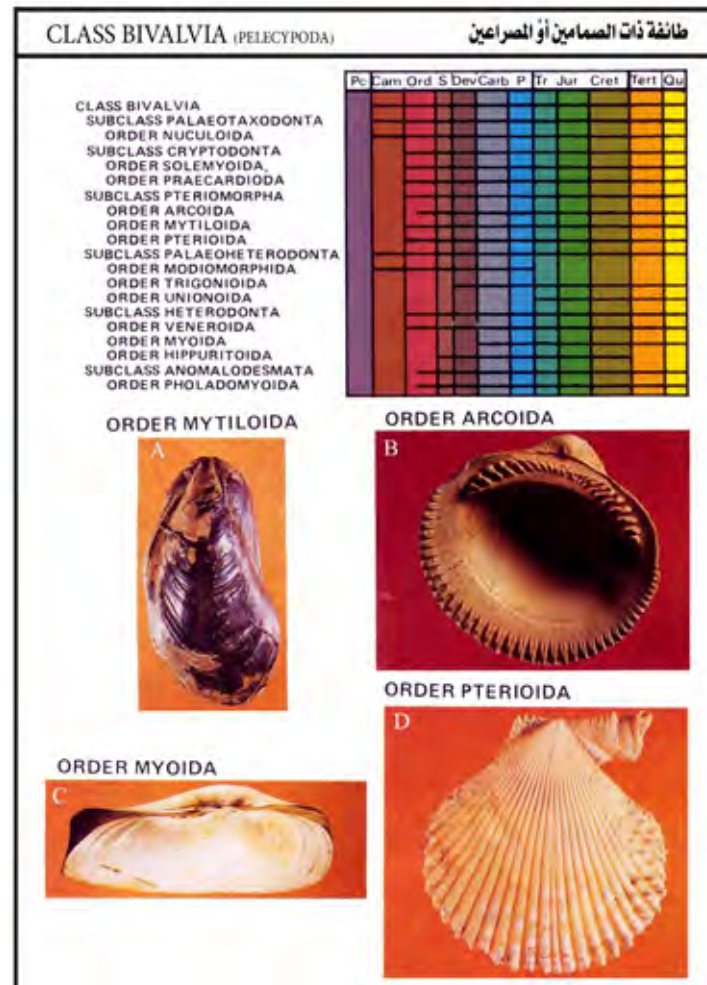 CLASS BIVALVIA (PELECYPODA) طائفة ذات الصمامين أو المصراعين
Pc Cam Ord S Dev Carb P Tr Jur Cret Tert Qu
CLASS BIVALVIA
SUBCLASS PALAEOTAXODONTA
ORDER NUCULOIDA
SUBCLASS CRYPTODONTA
ORDER SOLEMYOIDA,
ORDER PRAECARDIODA
SUBCLASS PTERIOMORPHA
ORDER ARCOIDA
ORDER MYTILOIDA
ORDER PTERIOIDA
SUBCLASS PALAEOHETERODONTA
ORDER MODIOMORPHIDA
ORDER TRIGONIOIDA
ORDER UNIONOIDA
SUBCLASS HETERODONTA
ORDER VENEROIDA
ORDER MYOIDA
ORDER HIPPURITOIDA
SUBCLASS ANOMALODESMATA
ORDER PHOLADOMYOIDA
ORDER MYTILOIDA
A
ORDER ARCOIDA
B
ORDER MYOIDA
C
ORDER PTERIOIDA
D